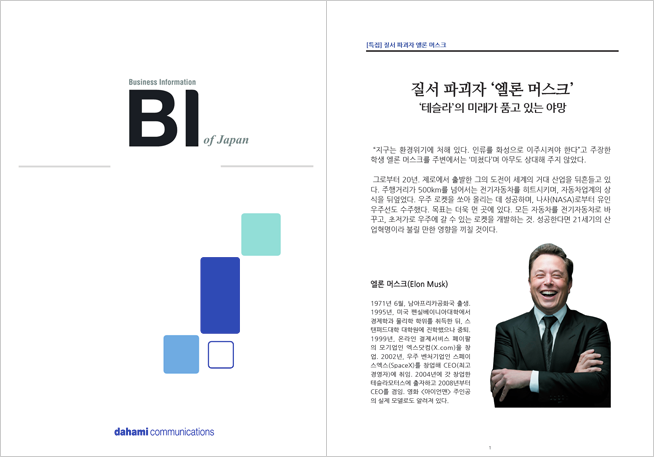 Business Information
BI
of Japan
dahami communications
[특집] 질서 파괴자 엘론 머스크
질서 파괴자 ‘엘론 머스크’
‘테슬라’의 미래가 품고 있는 야망
“지구는 환경위기에 처해 있다. 인류를 화성으로 이주시켜야 한다”고 주장한
학생 엘론 머스크를 주변에서는 ‘미쳤다’며 아무도 상대해 주지 않았다.
그로부터 20년. 제로에서 출발한 그의 도전이 세계의 거대 산업을 뒤흔들고 있
다. 주행거리가 500km를 넘어서는 전기자동차를 히트시키며, 자동차업계의 상
식을 뒤엎었다. 우주 로켓을 쏘아 올리는 데 성공하며, 나사(NASA)로부터 유인
우주선도 수주했다. 목표는 더욱 먼 곳에 있다. 모든 자동차를 전기자동차로 바
꾸고, 초저가로 우주에 갈 수 있는 로켓을 개발하는 것. 성공한다면 21세기의 산
업혁명이라 불릴 만한 영향을 끼칠 것이다.
엘론 머스크(Elon Musk)
1971년 6월, 남아프리카공화국 출생.
1995년, 미국 펜실베이니아대학에서
경제학과 물리학 학위를 취득한 뒤, 스
탠퍼드대학 대학원에 진학했으나 중퇴.
1999년, 온라인 결제서비스 페이팔
의 모기업인 엑스닷컴(X.com)을 창
업. 2002년, 우주 벤처기업인 스페이
스엑스(SpaceX)를 창업해 CEO(최고
경영자)에 취임. 2004년에 갓 창업한
테슬라모터스에 출자하고 2008년부터
CEO를 겸임. 영화 <아이언맨> 주인공
의 실제 모델로도 알려져 있다.
1